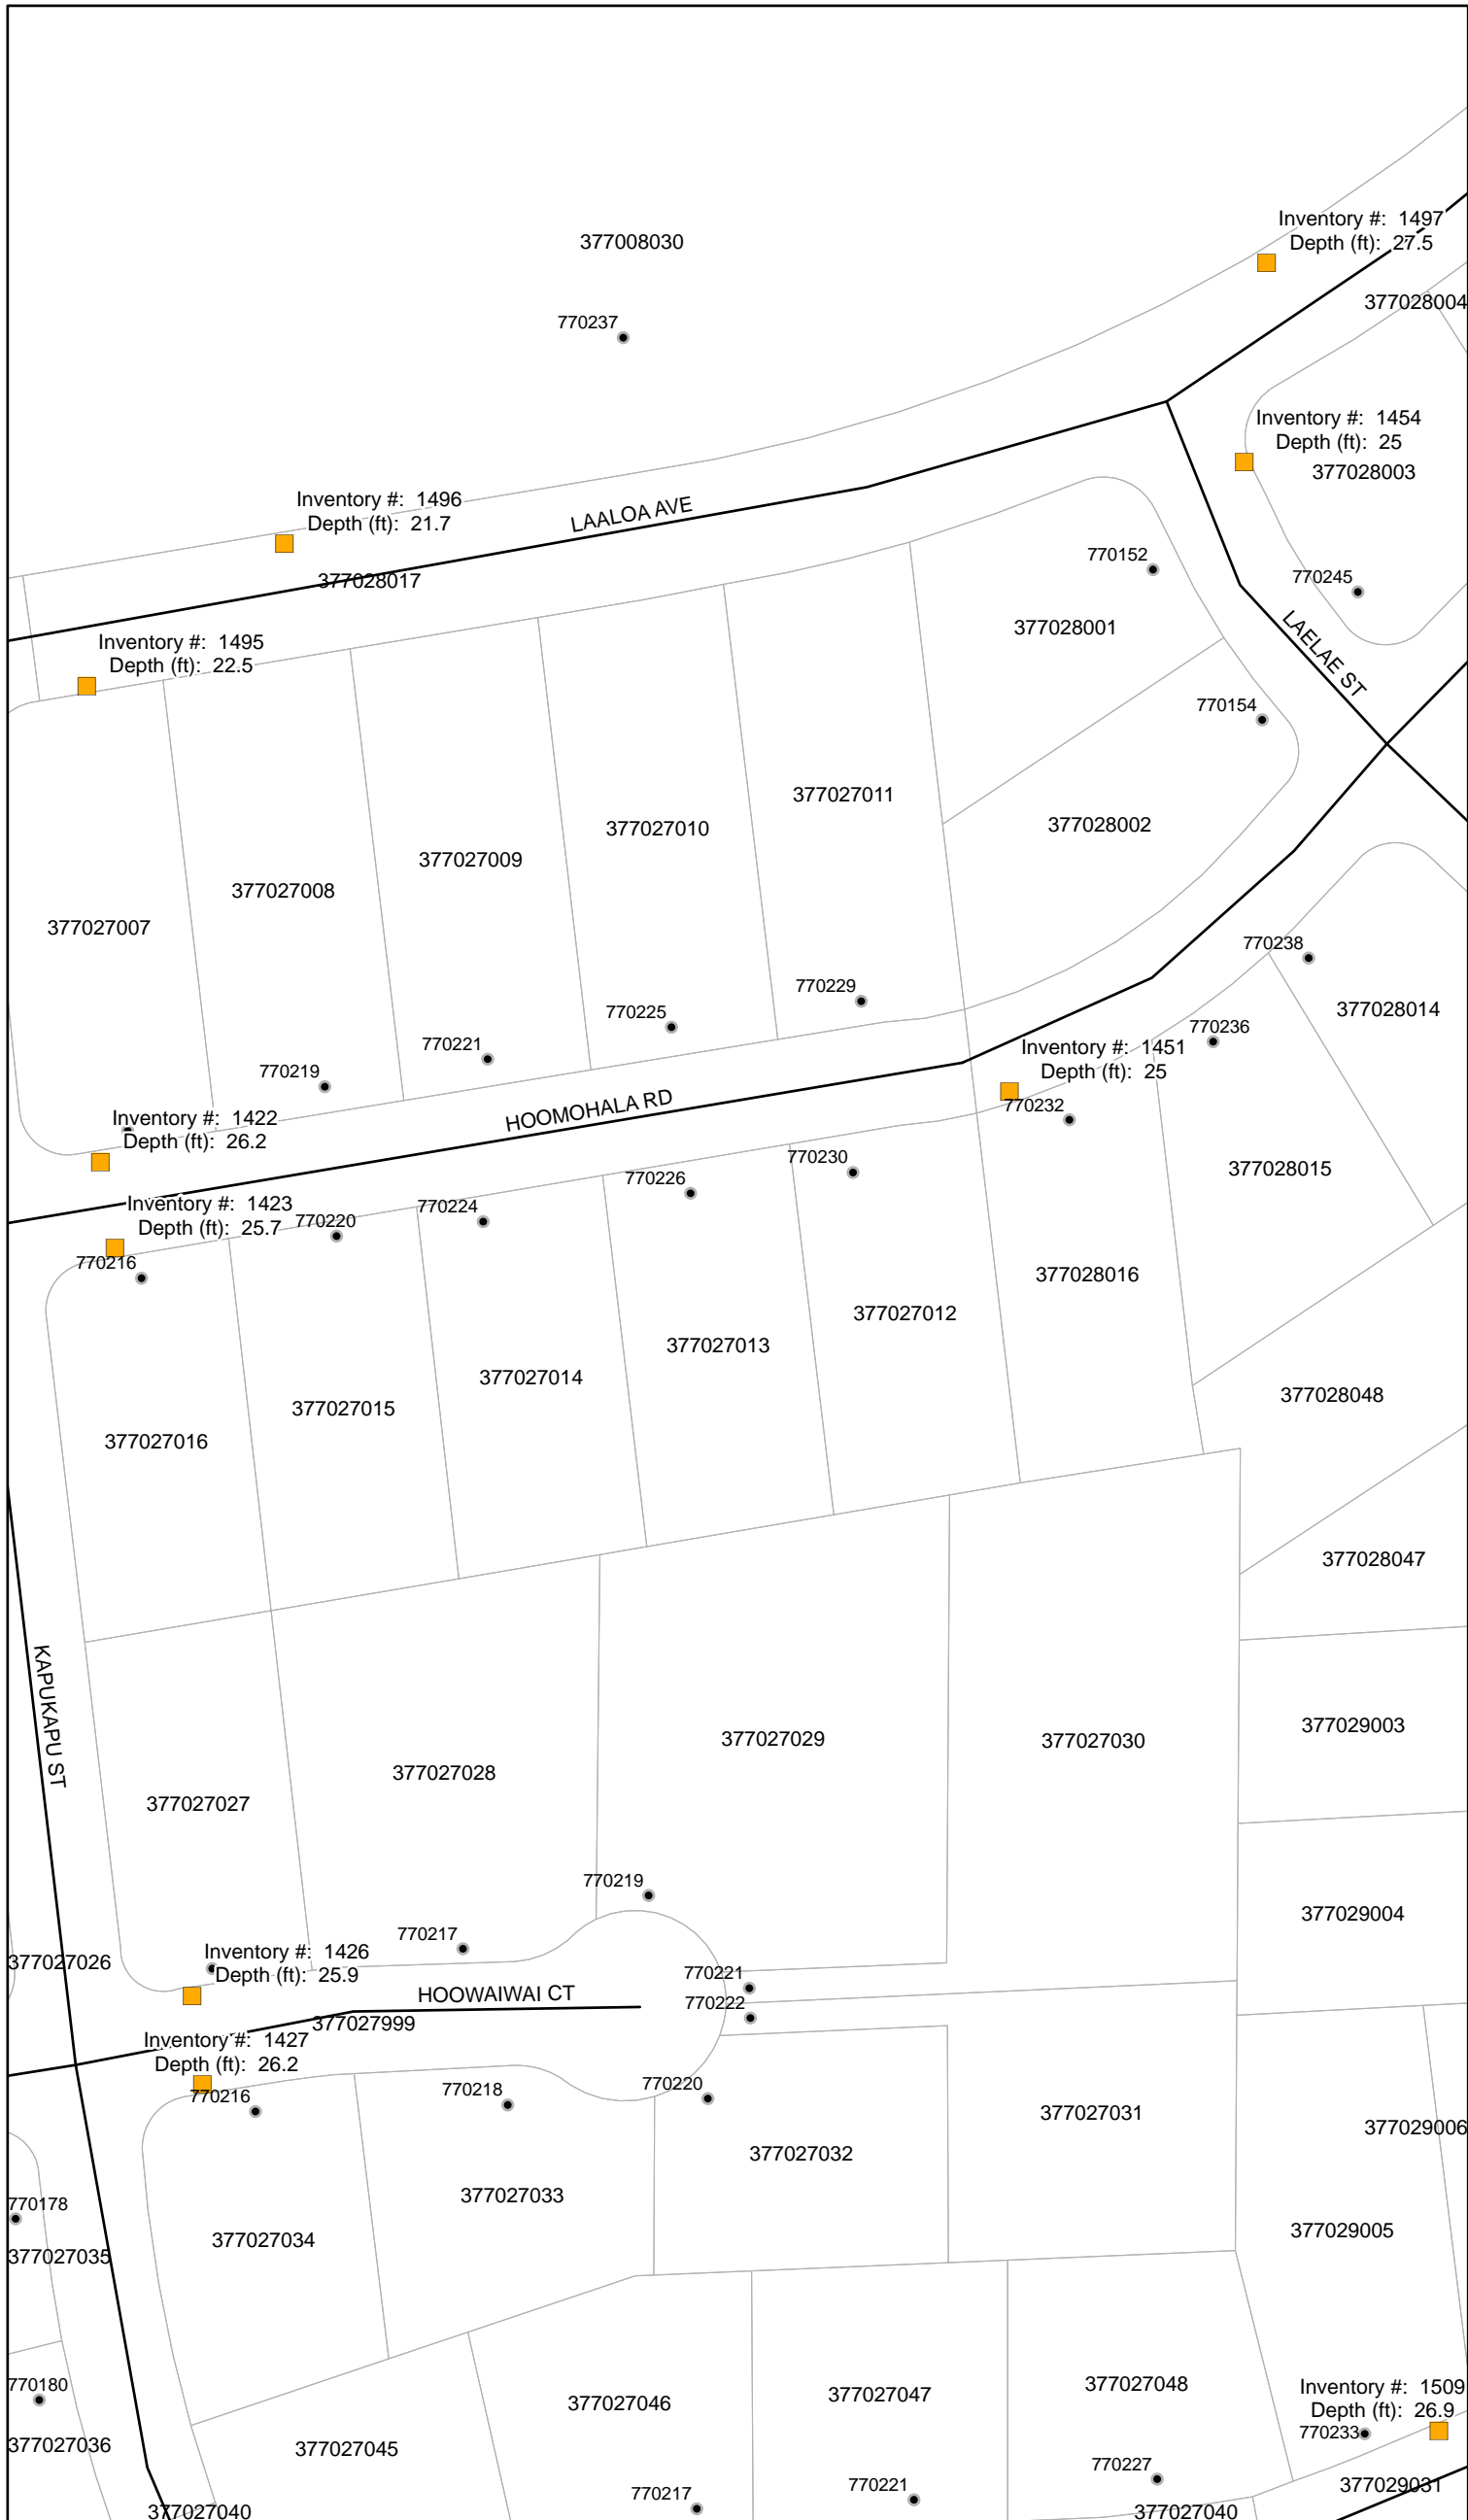 Inventory #: 1497
Depth (ft): 27.5
377008030
377028004
770237
Inventory #: 1454
Depth (ft): 25
377028003
Inventory #: 1496
Depth (ft): 21.7
LAALOA AVE
377028017
770152
770245
377028001
LAELAE ST
Inventory #: 1495
Depth (ft): 22.5
770154
377027011
377028002
377027010
377027009
377027008
377027007
770238
770229
377028014
770225
770236
770221
Inventory #: 1451
Depth (ft): 25
770219
HOOMOHALA RD
770232
Inventory #: 1422
Depth (ft): 26.2
770230
377028015
770226
Inventory #: 1423
Depth (ft): 25.7
770224
770220
770216
377028016
377027012
377027013
377027014
377028048
377027015
377027016
377028047
KAPUKAPU ST
377029003
377027029
377027030
377027028
377027027
770219
377029004
770217
Inventory #: 1426
Depth (ft): 25.9
377027026
770221
HOOWAIWAI CT
770222
377027999
Inventory #: 1427
Depth (ft): 26.2
770216
770218
770220
377027031
377029006
377027032
377027033
770178
377029005
377027034
377027035
770180
377027048
Inventory #: 1509
Depth (ft): 26.9
377027047
377027046
770233
377027036
377027045
770227
770221
377029031
770217
377027040
377027040